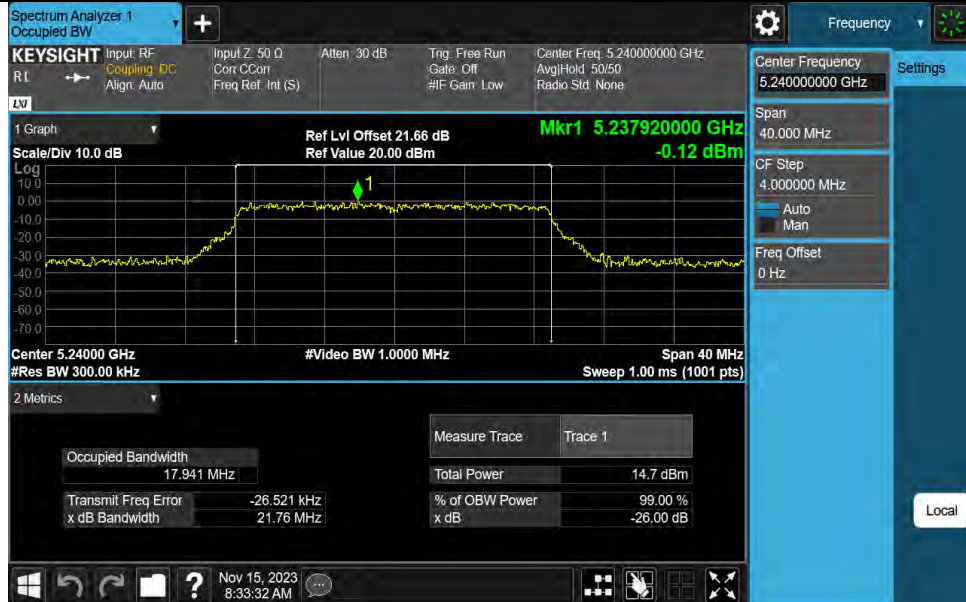 Spectrum Analyzer 1
Occupied BW
Frequency
KEYSIGHT
RL
LXI
Input: RF
Coupling: DC
Align: Auto
Input Z: 50 Ω
Corr CCorr
Freq Ref: Int (S)
Atten: 30 dB
Trig: Free Run
Gate: Off
#IF Gain: Low
Center Freq: 5.240000000 GHz
Avg|Hold: 50/50
Radio Std: None
1 Graph
Scale/Div 10.0 dB
Ref Lvl Offset 21.66 dB
Ref Value 20.00 dBm
Mkr1 5.237920000 GHz
-0.12 dBm
Log
10.0
0.00
-10.0
-20.0
-30.0
-40.0
-50.0
-60.0
-70.0
1
Center 5.24000 GHz
#Res BW 300.00 kHz
#Video BW 1.0000 MHz
Span 40 MHz
Sweep 1.00 ms (1001 pts)
2 Metrics
Occupied Bandwidth
17.941 MHz
Transmit Freq Error -26.521 kHz
x dB Bandwidth 21.76 MHz
Measure Trace Trace 1
Total Power 14.7 dBm
% of OBW Power 99.00 %
x dB -26.00 dB
Center Frequency
5.240000000 GHz
Span
40.000 MHz
CF Step
4.000000 MHz
Auto
Man
Freq Offset
0 Hz
Settings
Local
?
Nov 15, 2023
8:33:32 AM